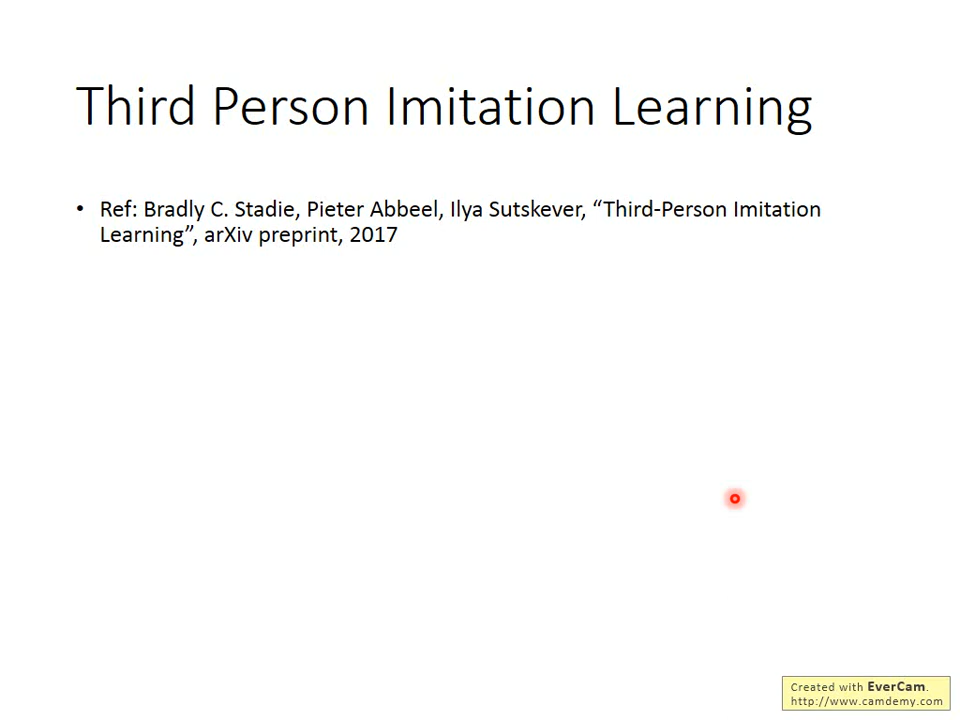 Third Person Imitation Learning
• Ref: Bradly C. Stadie, Pieter Abbeel, Ilya Sutskever, “Third-Person Imitation
Learning”, arXiv preprint, 2017
Created with EverCam.
http://www.camdemy.com